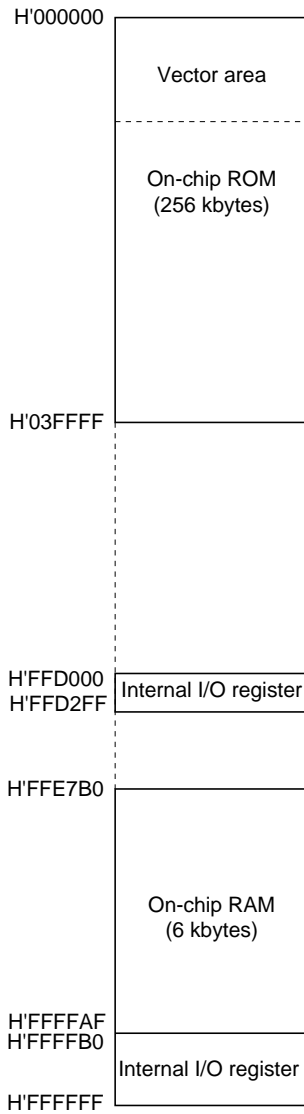 H'000000
Vector area
On-chip ROM
(256 kbytes)
H'03FFFF
H'FFD000
Internal I/O register
H'FFD2FF
H'FFE7B0
On-chip RAM
(6 kbytes)
H'FFFFAF
H'FFFFB0
Internal I/O register
H'FFFFFF